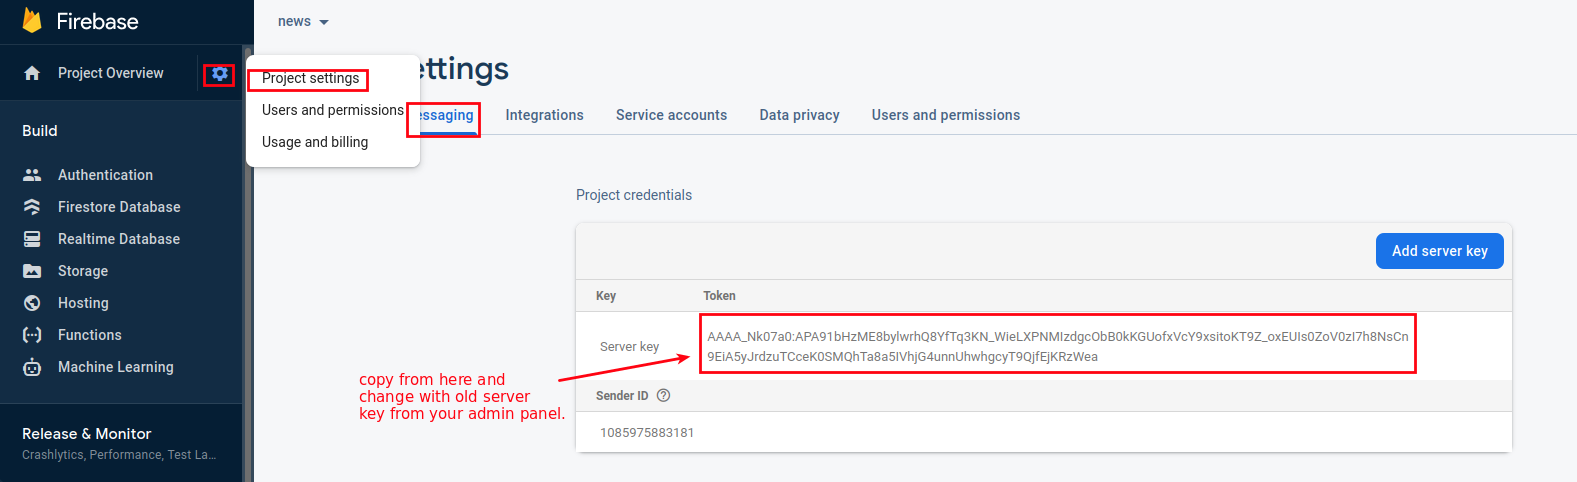 Firebase
news
Project Overview
Project settings
Users and permissions
Usage and billing
ettings
essaging
Integrations
Service accounts
Data privacy
Users and permissions
Build
Authentication
Firestore Database
Realtime Database
Storage
Hosting
Functions
Machine Learning
Release & Monitor
Crashlytics, Performance, Test La...
Project credentials
Add server key
Key
Token
Server key
AAAA_Nk07a0:APA91bHzME8bylwrhQ8YfTq3KN_WieLXPNMIzdgcObB0kKGUofxVcY9xsitoKT9Z_oxEUIs0ZoV0zI7h8NsCn
9EiA5yJrdzuTCceK0SMQhTa8a5IVhjG4unnUhwhgcyT9QjfEjKRzWea
copy from here and
change with old server
key from your admin panel.
Sender ID
1085975883181